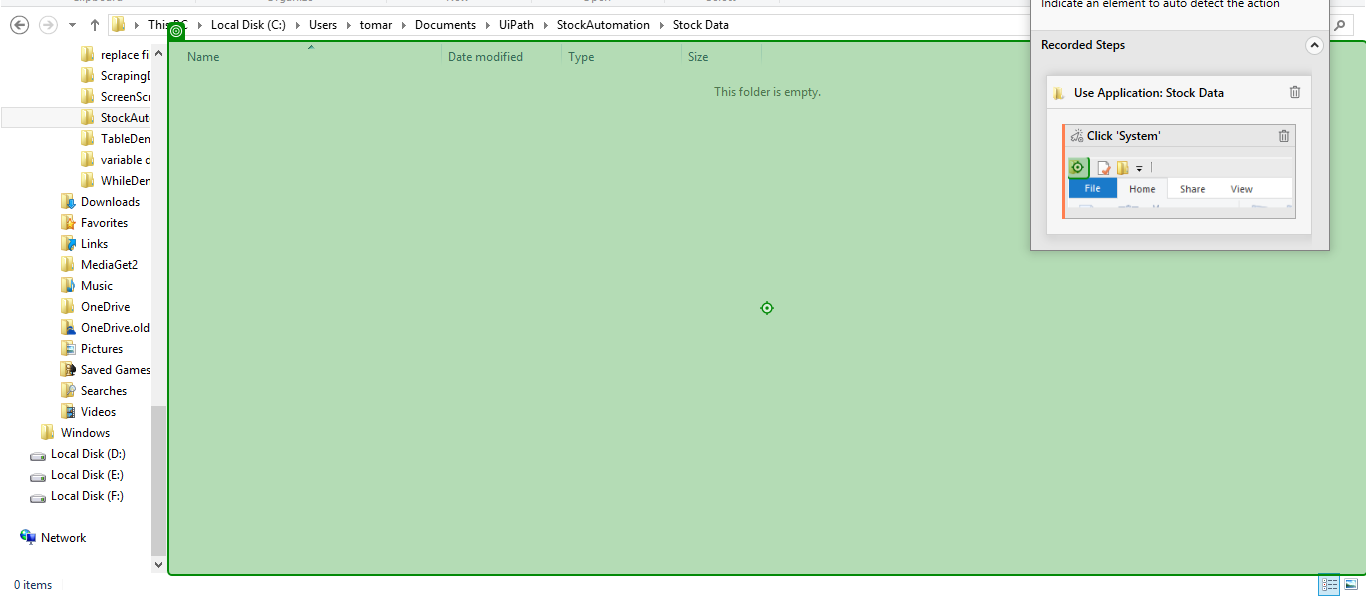 Indicate an element to auto detect the action
This PC Local Disk (C:) Users tomar Documents UiPath StockAutomation Stock Data
Recorded Steps
Use Application: Stock Data
Click 'System'
File Home Share View
Name Date modified Type Size
This folder is empty.
replace fi
ScrapingD
ScreenScr
StockAut
TableDen
variable d
WhileDer
Downloads
Favorites
Links
MediaGet2
Music
OneDrive
OneDrive.old
Pictures
Saved Games
Searches
Videos
Windows
Local Disk (D:)
Local Disk (E:)
Local Disk (F:)
Network
0 items